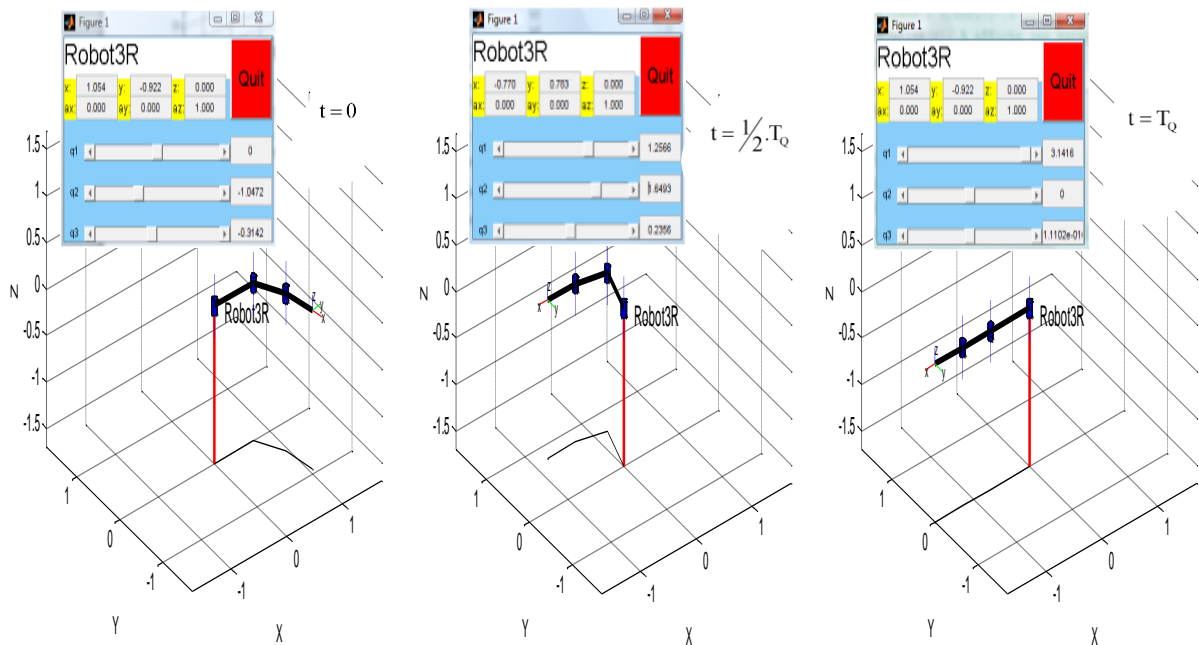 Figure 1
Robot3R
Quit
x: 1.054 y: -0.922 z: 0.000
ax: 0.000 ay: 0.000 az: 1.000
q1 0
q2 -1.0472
q3 -0.3142
t = 0
1.5
1
0.5
0
-0.5
-1
-1.5
N
Robot3R
z
y
x
1
0
-1
Y
-1
0
1
X
Figure 1
Robot3R
Quit
x: -0.770 y: 0.783 z: 0.000
ax: 0.000 ay: 0.000 az: 1.000
q1 1.2566
q2 1.6493
q3 0.2356
t = 1/2 .T_Q
1.5
1
0.5
0
-0.5
-1
-1.5
N
Robot3R
z
x
y
1
0
-1
Y
-1
0
1
X
Figure 1
Robot3R
Quit
x: 1.054 y: -0.922 z: 0.000
ax: 0.000 ay: 0.000 az: 1.000
q1 3.1416
q2 0
q3 1.1102e-01
t = T_Q
1.5
1
0.5
0
-0.5
-1
-1.5
N
Robot3R
z
x
y
1
0
-1
Y
-1
0
1
X